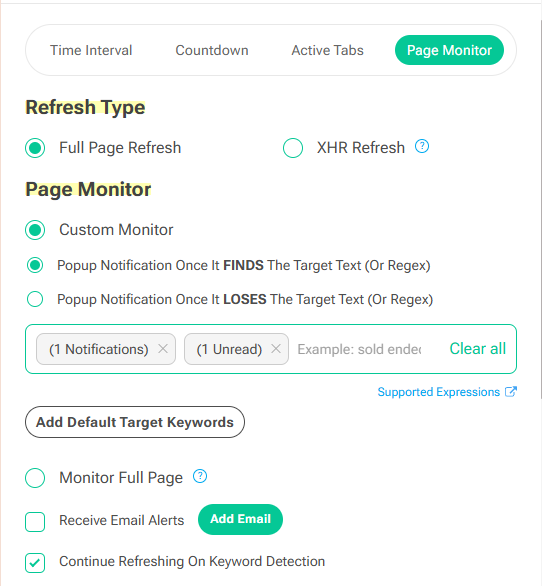 Time Interval Countdown Active Tabs Page Monitor
Refresh Type
Full Page Refresh XHR Refresh ?
Page Monitor
Custom Monitor
Popup Notification Once It FINDS The Target Text (Or Regex)
Popup Notification Once It LOSES The Target Text (Or Regex)
(1 Notifications) × (1 Unread) × Example: sold ended Clear all
Supported Expressions
Add Default Target Keywords
Monitor Full Page ?
Receive Email Alerts Add Email
Continue Refreshing On Keyword Detection